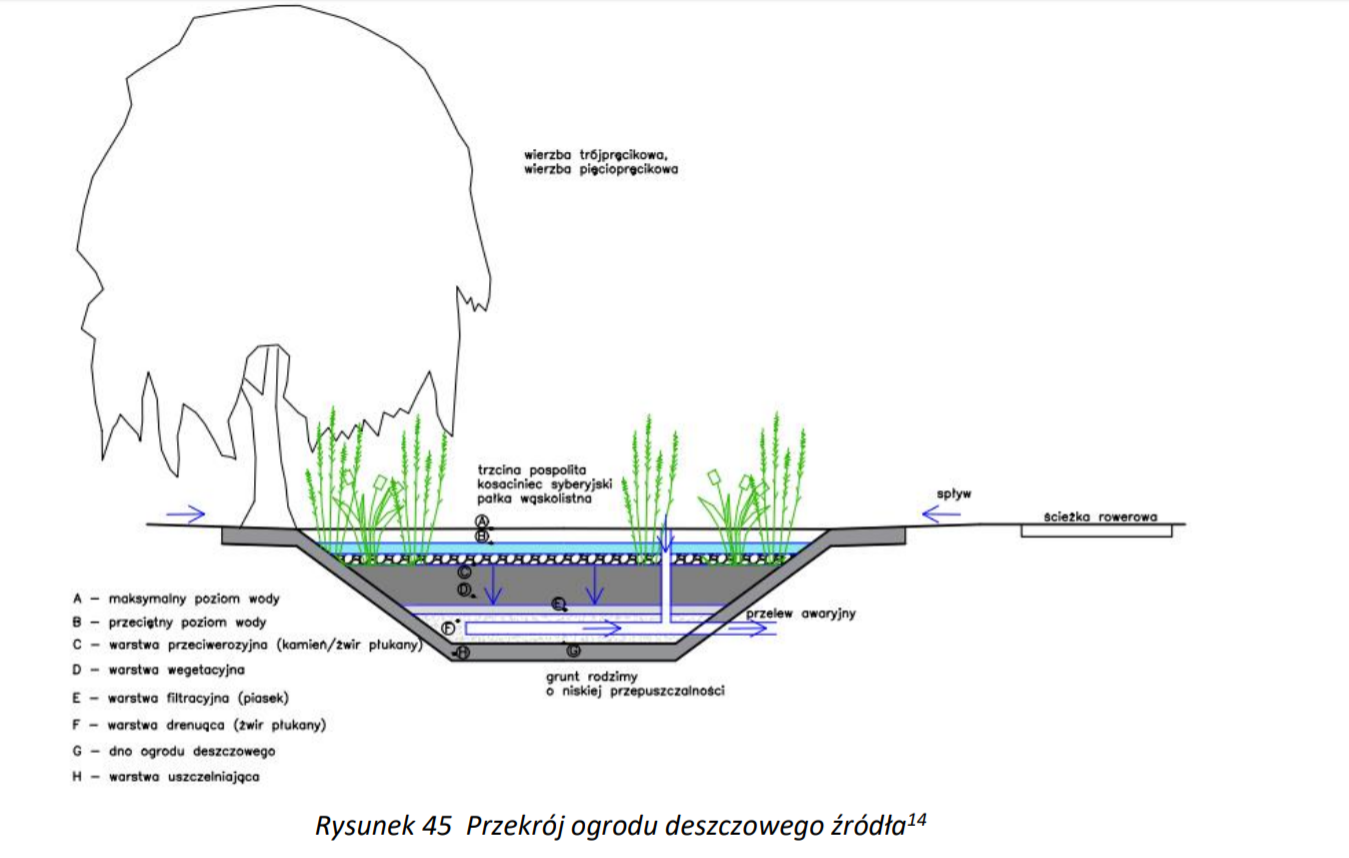 wierzba trójpręcikowa,
wierzba pięciopręcikowa
trzcina pospolita
kosaciniec syberyjski
pałka wąskolistna
spływ
ścieżka rowerowa
A
B
C
D
E
F
przelew awaryjny
H
G
grunt rodzimy
o niskiej przepuszczalności
A – maksymalny poziom wody
B – przeciętny poziom wody
C – warstwa przeciwerozyjna (kamień/żwir płukany)
D – warstwa wegetacyjna
E – warstwa filtracyjna (piasek)
F – warstwa drenuąca (żwir płukany)
G – dno ogrodu deszczowego
H – warstwa uszczelniająca
Rysunek 45 Przekrój ogrodu deszczowego źródła¹⁴